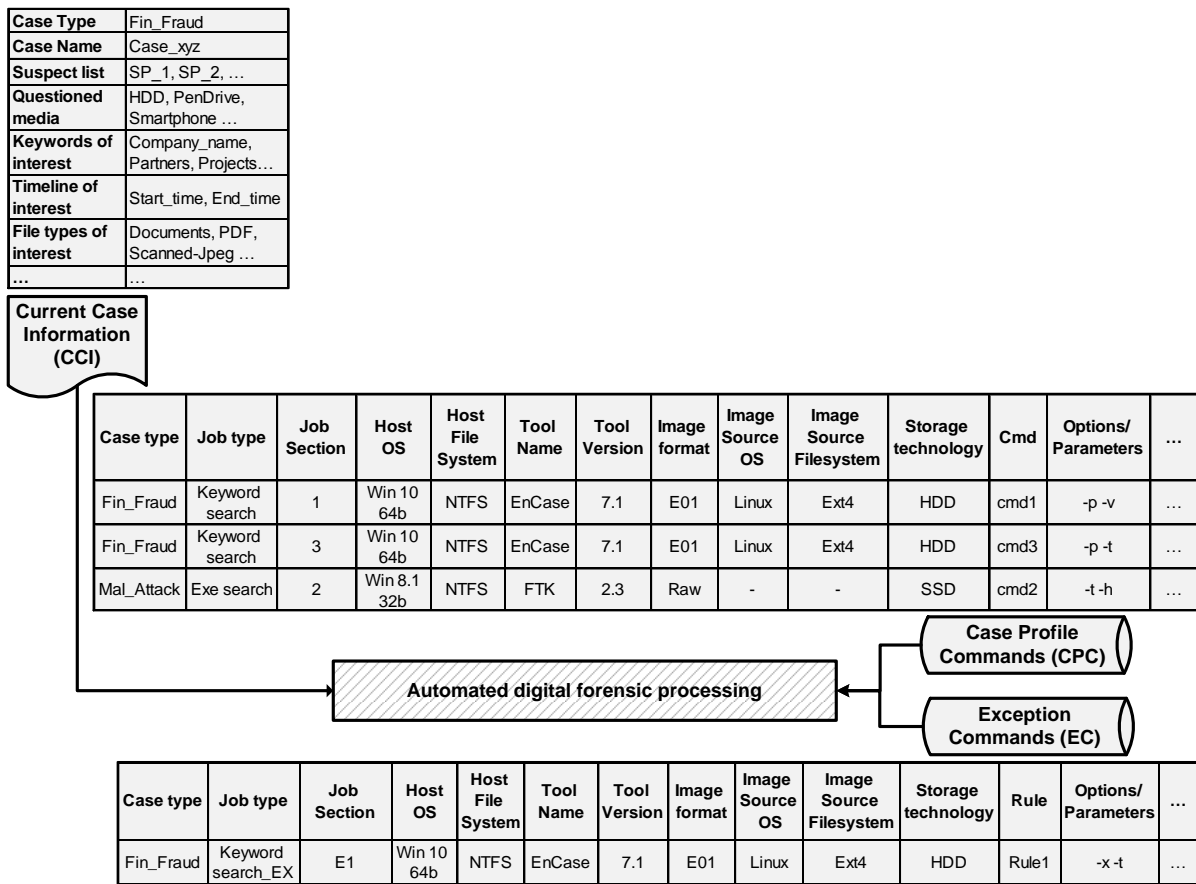 Case Type Fin_Fraud
Case Name Case_xyz
Suspect list SP_1, SP_2, …
Questioned media HDD, PenDrive, Smartphone …
Keywords of interest Company_name, Partners, Projects…
Timeline of interest Start_time, End_time
File types of interest Documents, PDF, Scanned-Jpeg …
… …
Current Case
Information
(CCI)
Case type Job type Job Section Host OS Host File System Tool Name Tool Version Image format Image Source OS Image Source Filesystem Storage technology Cmd Options/ Parameters …
Fin_Fraud Keyword search 1 Win 10 64b NTFS EnCase 7.1 E01 Linux Ext4 HDD cmd1 -p -v …
Fin_Fraud Keyword search 3 Win 10 64b NTFS EnCase 7.1 E01 Linux Ext4 HDD cmd3 -p -t …
Mal_Attack Exe search 2 Win 8.1 32b NTFS FTK 2.3 Raw - - SSD cmd2 -t -h …
Case Profile
Commands (CPC)
Automated digital forensic processing
Exception
Commands (EC)
Case type Job type Job Section Host OS Host File System Tool Name Tool Version Image format Image Source OS Image Source Filesystem Storage technology Rule Options/ Parameters …
Fin_Fraud Keyword search_EX E1 Win 10 64b NTFS EnCase 7.1 E01 Linux Ext4 HDD Rule1 -x -t …